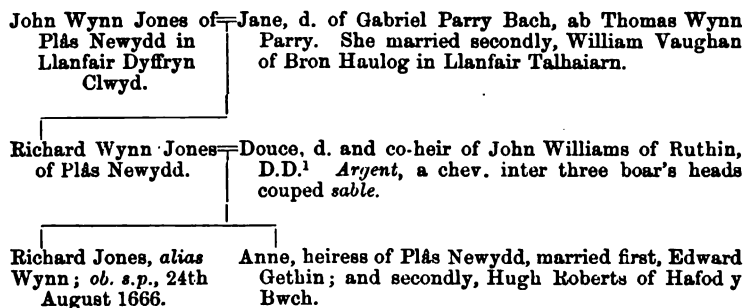 John Wynn Jones of
Plâs Newydd in
Llanfair Dyffryn
Clwyd.
Jane, d. of Gabriel Parry Bach, ab Thomas Wynn
Parry. She married secondly, William Vaughan
of Bron Haulog in Llanfair Talhaiarn.
Richard Wynn Jones
of Plâs Newydd.
Douce, d. and co-heir of John Williams of Ruthin,
D.D.¹ Argent, a chev. inter three boar's heads
couped sable.
Richard Jones, alias
Wynn; ob. s.p., 24th
August 1666.
Anne, heiress of Plâs Newydd, married first, Edward
Gethin; and secondly, Hugh Roberts of Hafod y
Bwch.